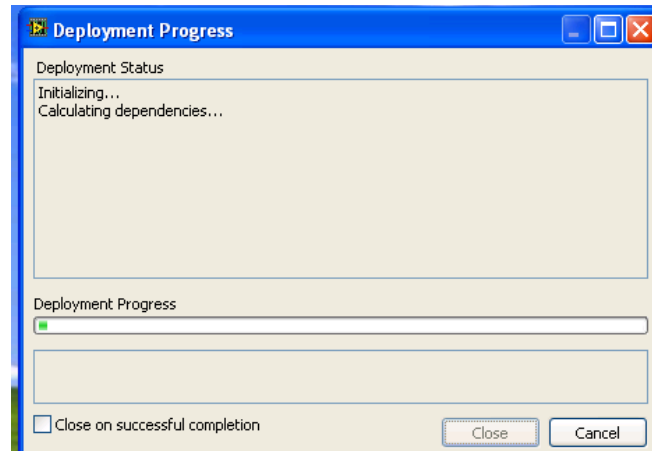 Deployment Progress
Deployment Status
Initializing...
Calculating dependencies...
Deployment Progress
Close on successful completion
Close
Cancel